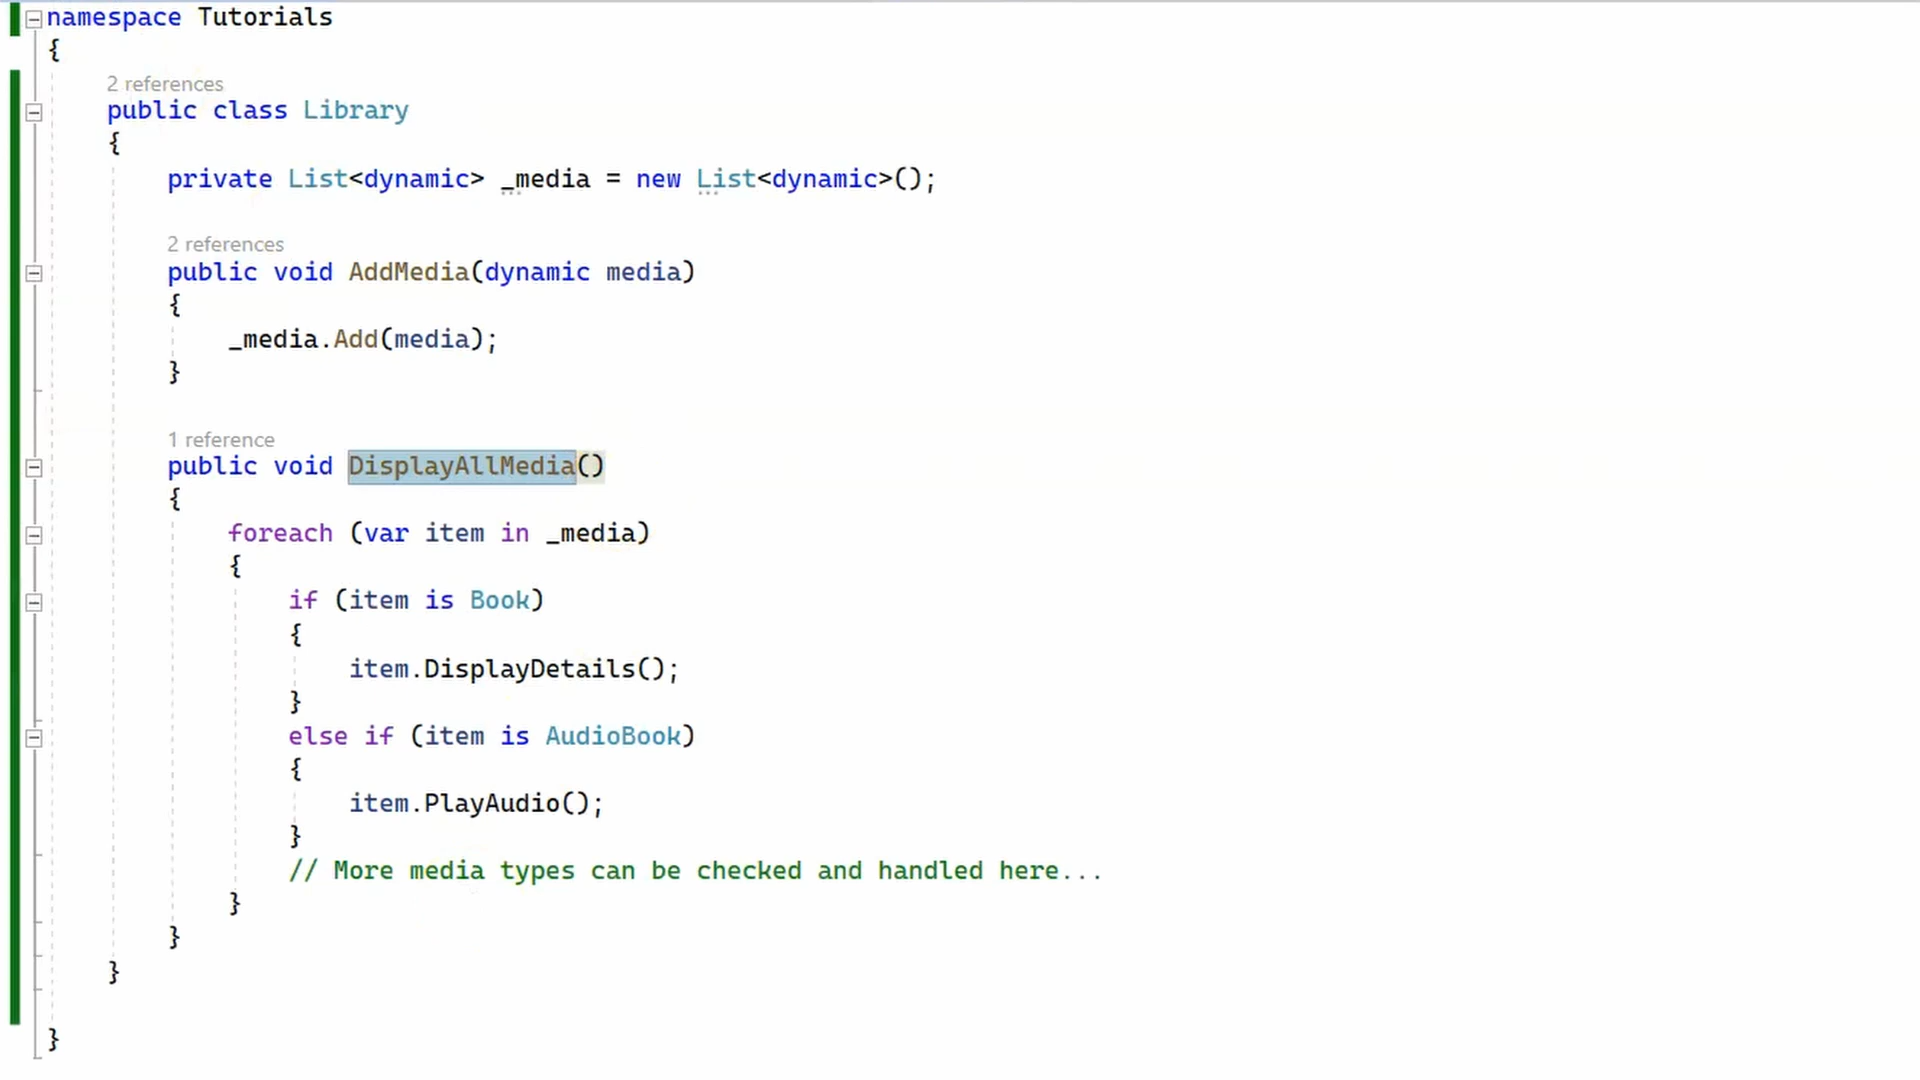 namespace Tutorials
{
2 references
public class Library
{
private List<dynamic> _media = new List<dynamic>();
2 references
public void AddMedia(dynamic media)
{
_media.Add(media);
}
1 reference
public void DisplayAllMedia()
{
foreach (var item in _media)
{
if (item is Book)
{
item.DisplayDetails();
}
else if (item is AudioBook)
{
item.PlayAudio();
}
// More media types can be checked and handled here...
}
}
}
}